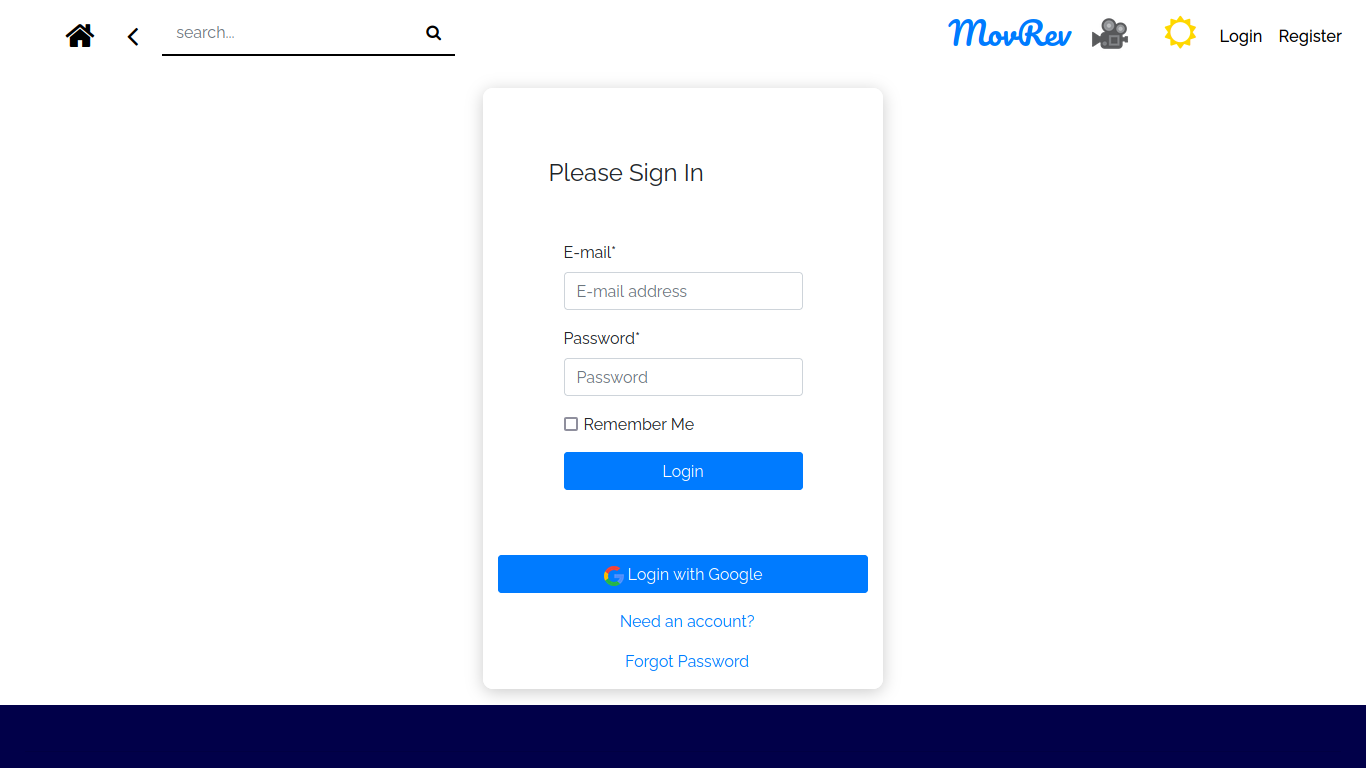 search...
MovRev
Login
Register
Please Sign In
E-mail*
E-mail address
Password*
Password
Remember Me
Login
Login with Google
Need an account?
Forgot Password